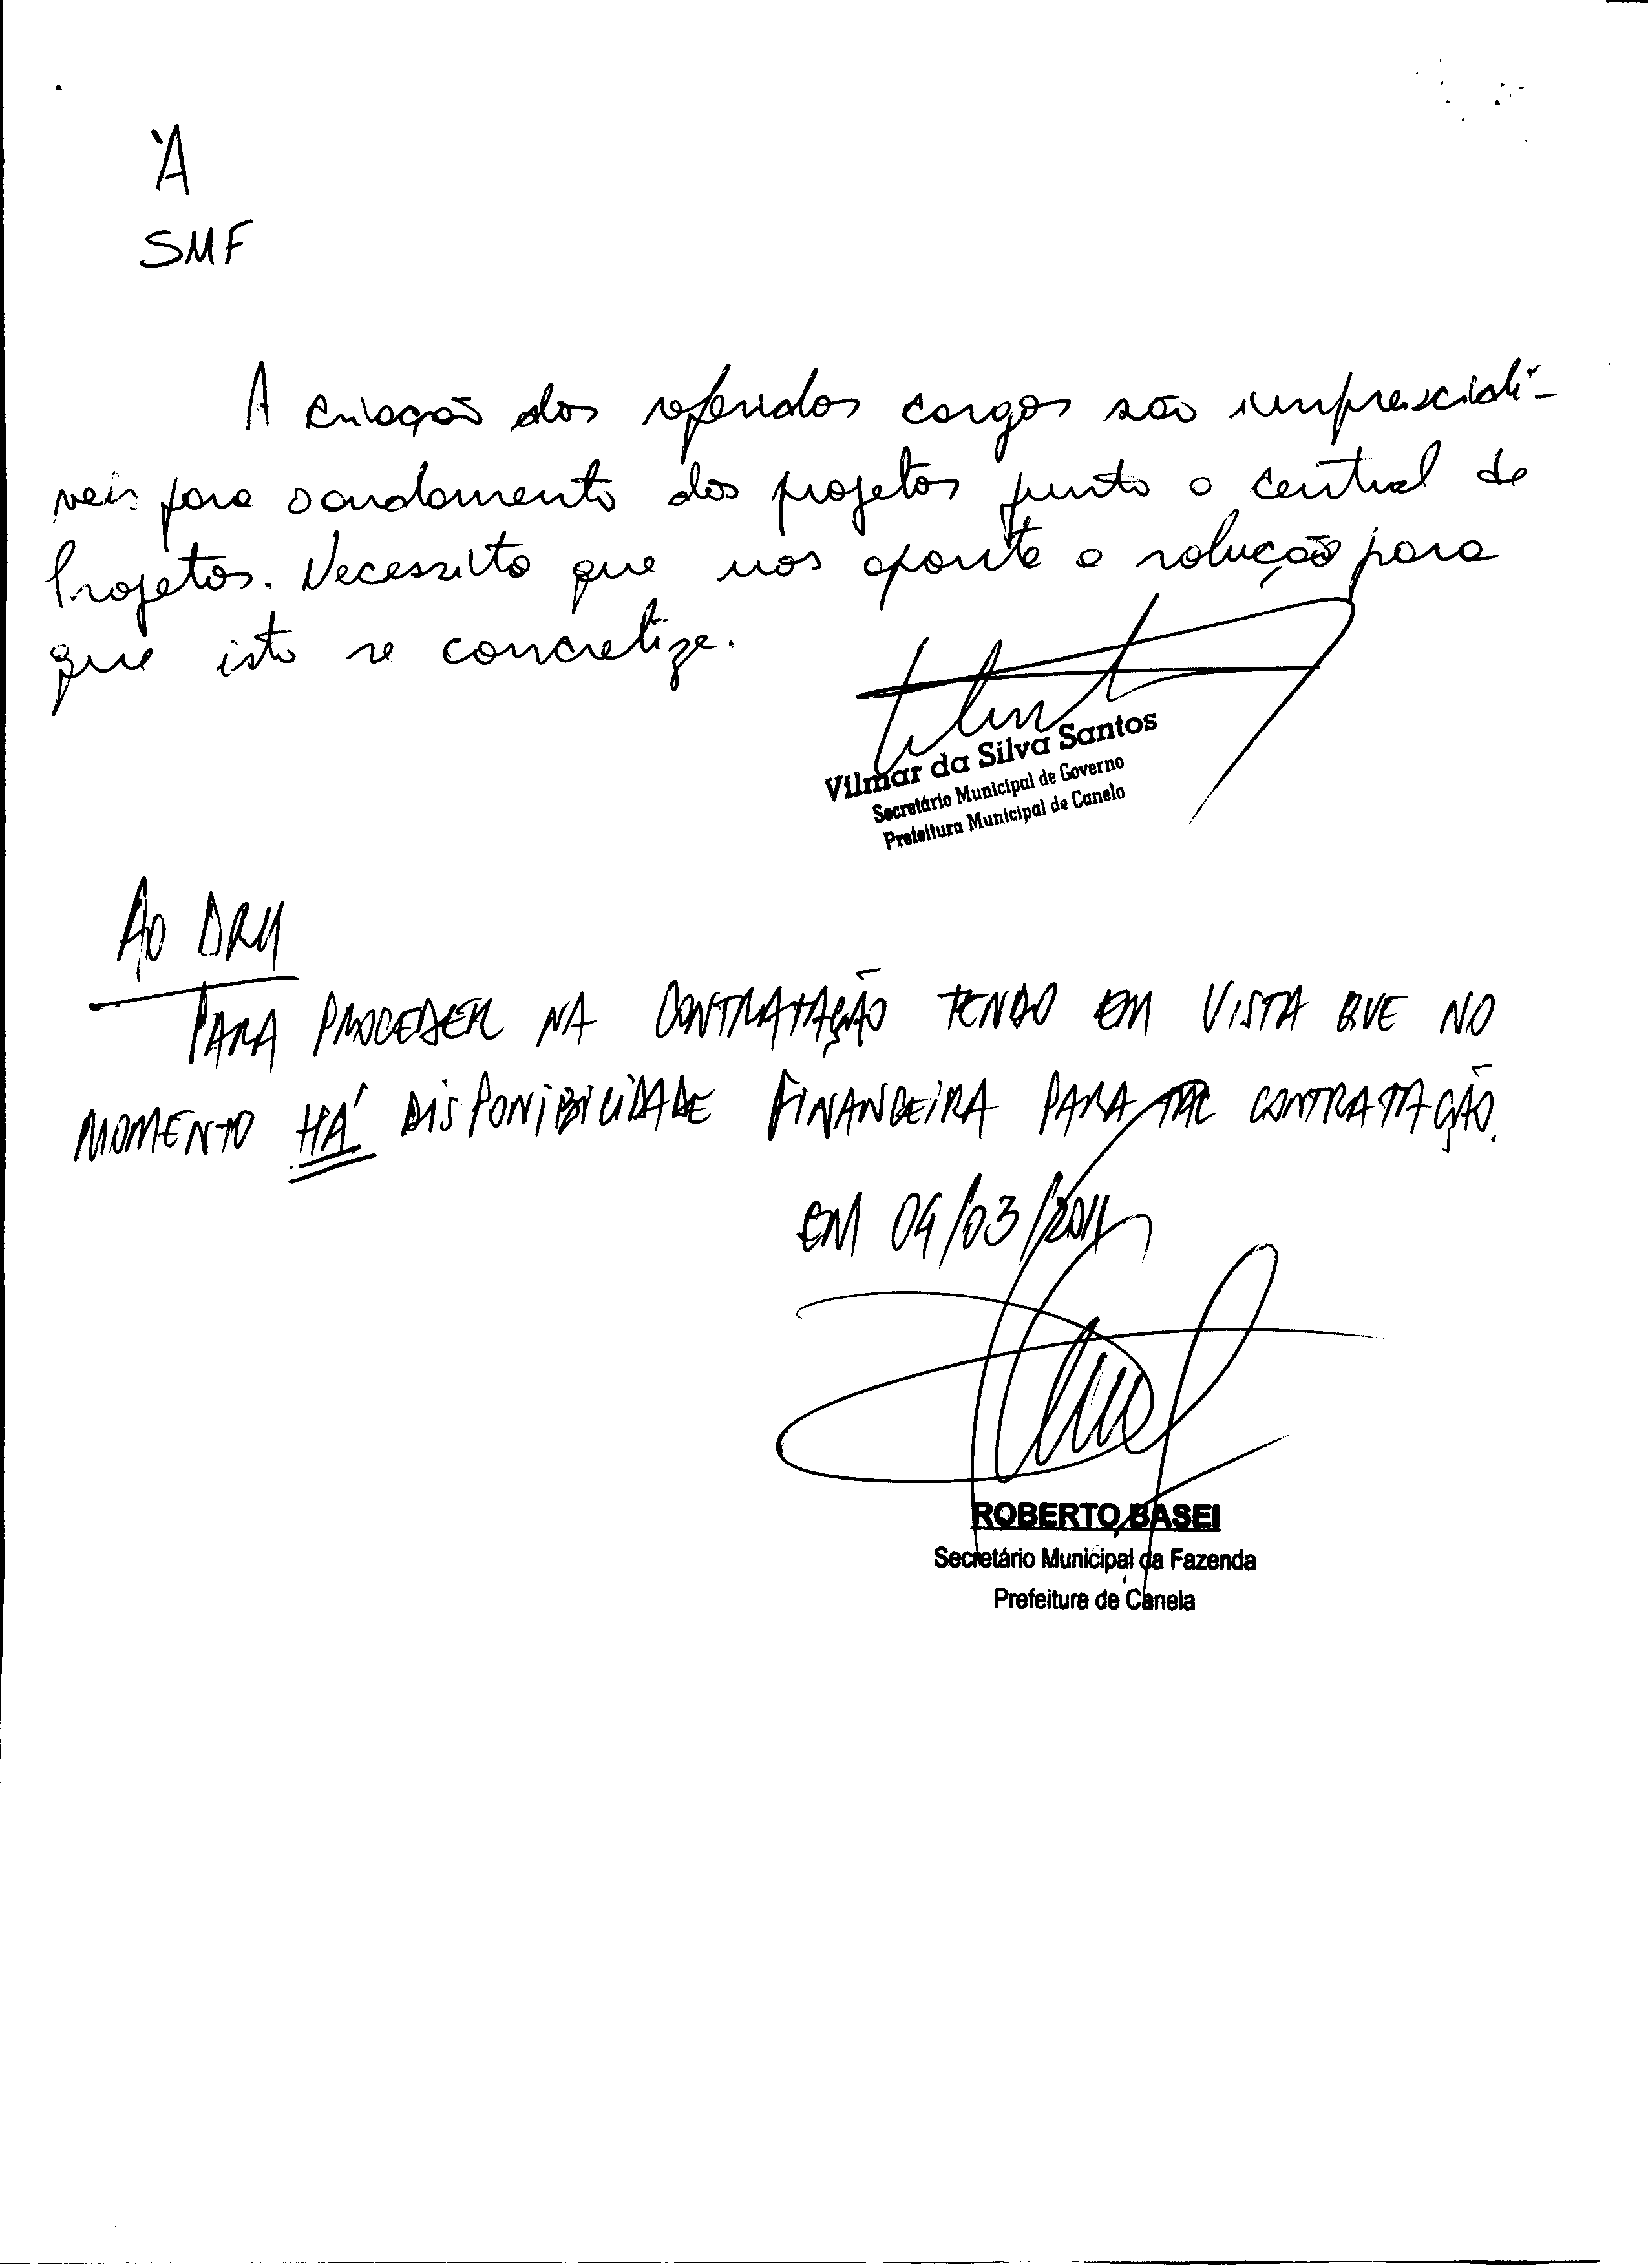 À
SMF
A criação dos referidos cargos são imprescidí-
veis para o andamento dos projetos junto a central de
Projetos. Necessito que nos aponte a solução para
que isto se concretize.
Vilmar da Silva Santos
Secretário Municipal de Governo
Prefeitura Municipal de Canela
AO DRH
PARA PROCEDER NA CONTRATAÇÃO TENDO EM VISTA QUE NO
MOMENTO HÁ DISPONIBILIDADE FINANCEIRA PARA TAL CONTRATAÇÃO.
EM 04/03/2011
ROBERTO BASEI
Secretário Municipal da Fazenda
Prefeitura de Canela